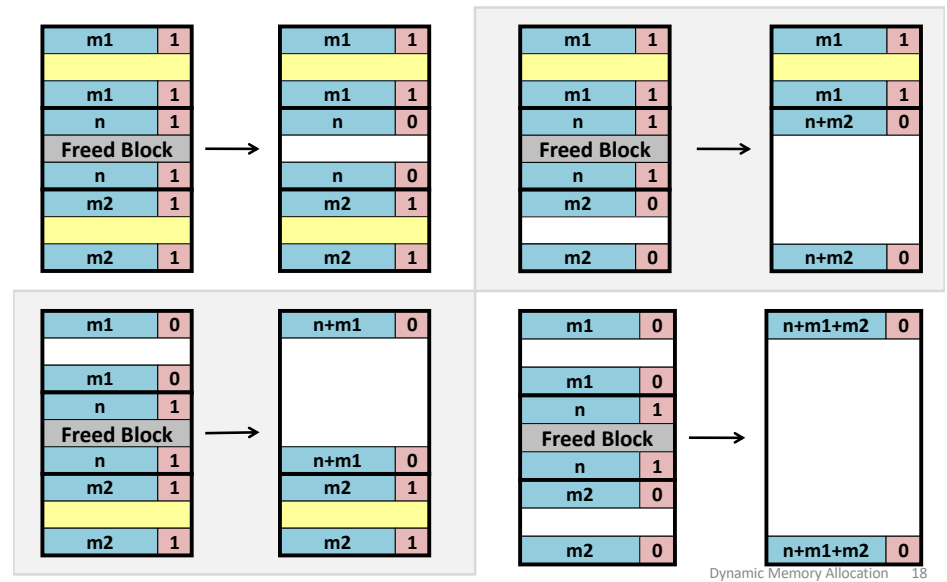 m1 1
m1 1
n 1
Freed Block
n 1
m2 1
m2 1
m1 1
m1 1
n 0
n 0
m2 1
m2 1
m1 1
m1 1
n 1
Freed Block
n 1
m2 0
m2 0
m1 1
m1 1
n+m2 0
n+m2 0
m1 0
m1 0
n 1
Freed Block
n 1
m2 1
m2 1
n+m1 0
n+m1 0
m2 1
m2 1
m1 0
m1 0
n 1
Freed Block
n 1
m2 0
m2 0
n+m1+m2 0
n+m1+m2 0
Dynamic Memory Allocation 18